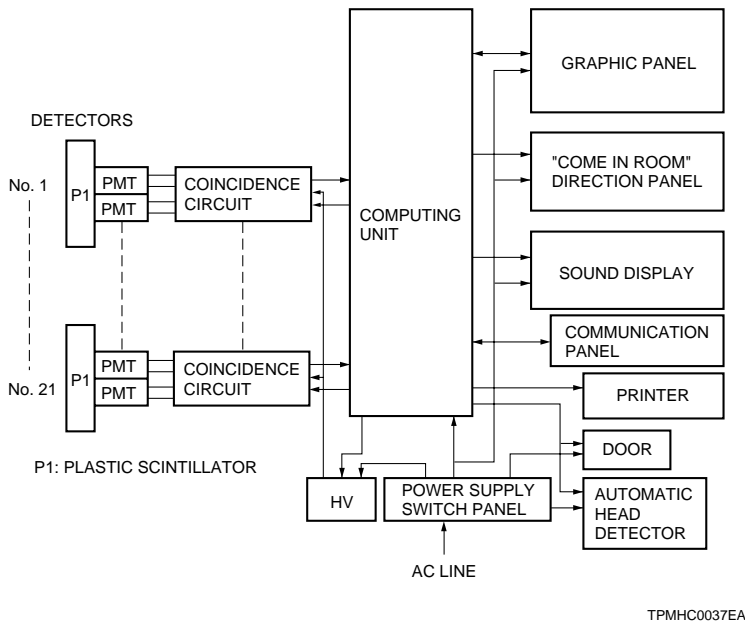 DETECTORS
No. 1
P1
PMT
PMT
COINCIDENCE
CIRCUIT
No. 21
P1
PMT
PMT
COINCIDENCE
CIRCUIT
P1: PLASTIC SCINTILLATOR
COMPUTING
UNIT
GRAPHIC PANEL
"COME IN ROOM"
DIRECTION PANEL
SOUND DISPLAY
COMMUNICATION
PANEL
PRINTER
DOOR
AUTOMATIC
HEAD
DETECTOR
HV
POWER SUPPLY
SWITCH PANEL
AC LINE
TPMHC0037EA